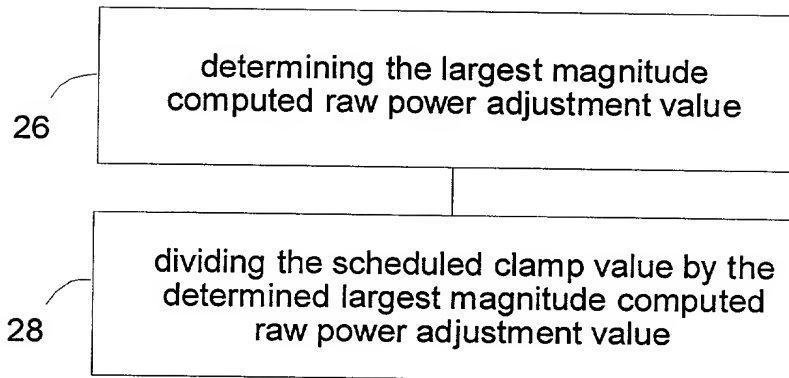 determining the largest magnitude
computed raw power adjustment value
26
dividing the scheduled clamp value by the
determined largest magnitude computed
raw power adjustment value
28